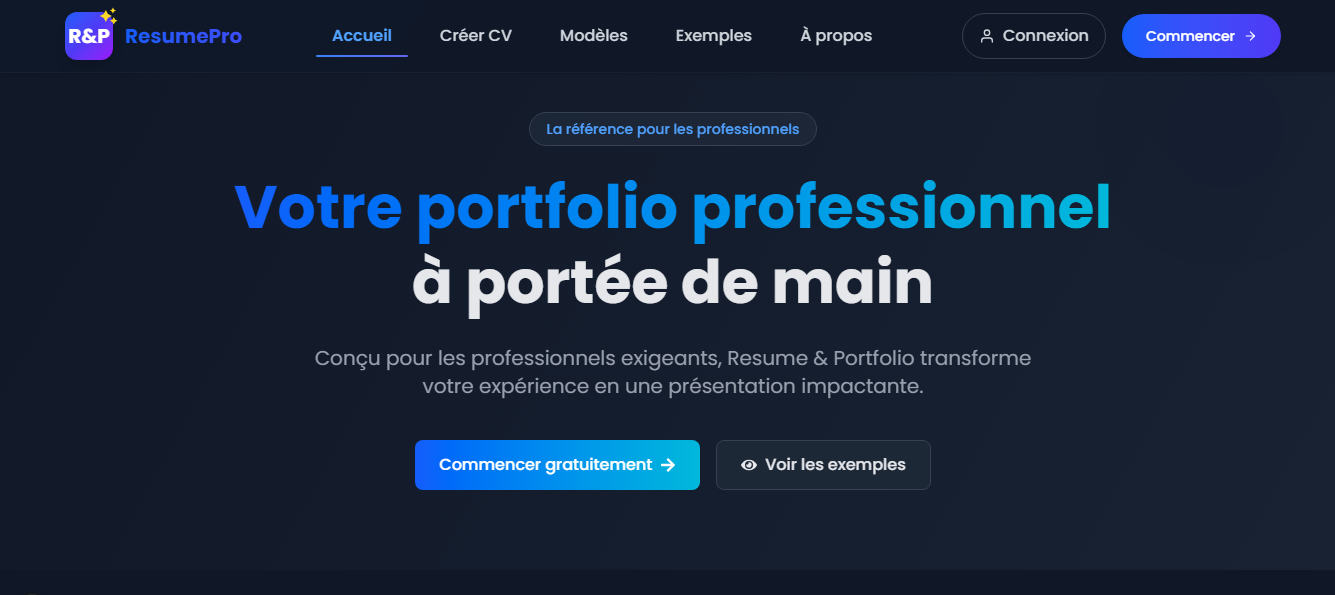 R&P ResumePro
Accueil
Créer CV
Modèles
Exemples
À propos
Connexion
Commencer →
La référence pour les professionnels
Votre portfolio professionnel
à portée de main
Conçu pour les professionnels exigeants, Resume & Portfolio transforme
votre expérience en une présentation impactante.
Commencer gratuitement →
Voir les exemples